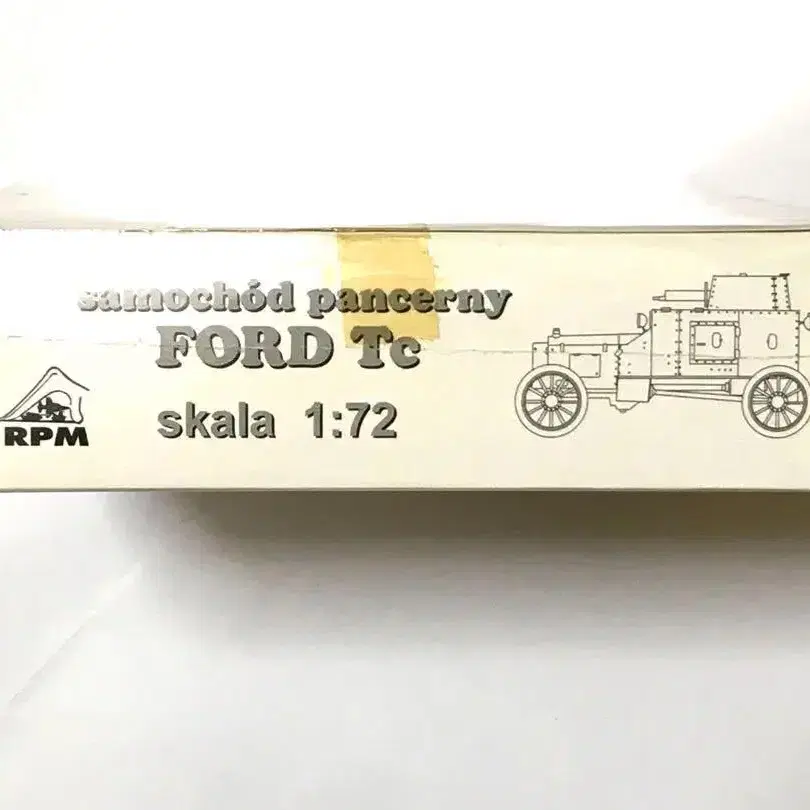 samochód pancerny
FORD Tc
skala 1:72
RPM